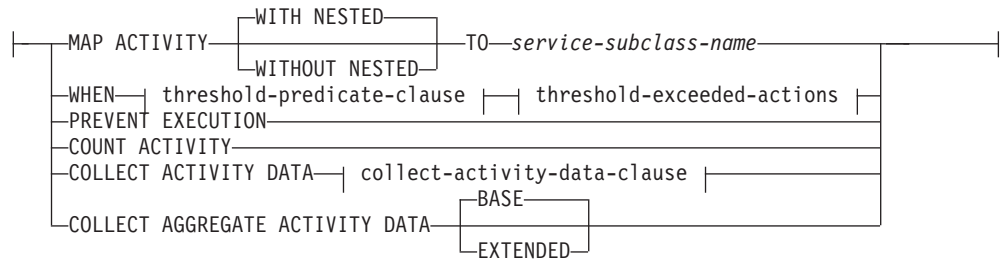 WITH NESTED
MAP ACTIVITY TO service-subclass-name
WITHOUT NESTED
WHEN threshold-predicate-clause threshold-exceeded-actions
PREVENT EXECUTION
COUNT ACTIVITY
COLLECT ACTIVITY DATA collect-activity-data-clause
BASE
COLLECT AGGREGATE ACTIVITY DATA
EXTENDED